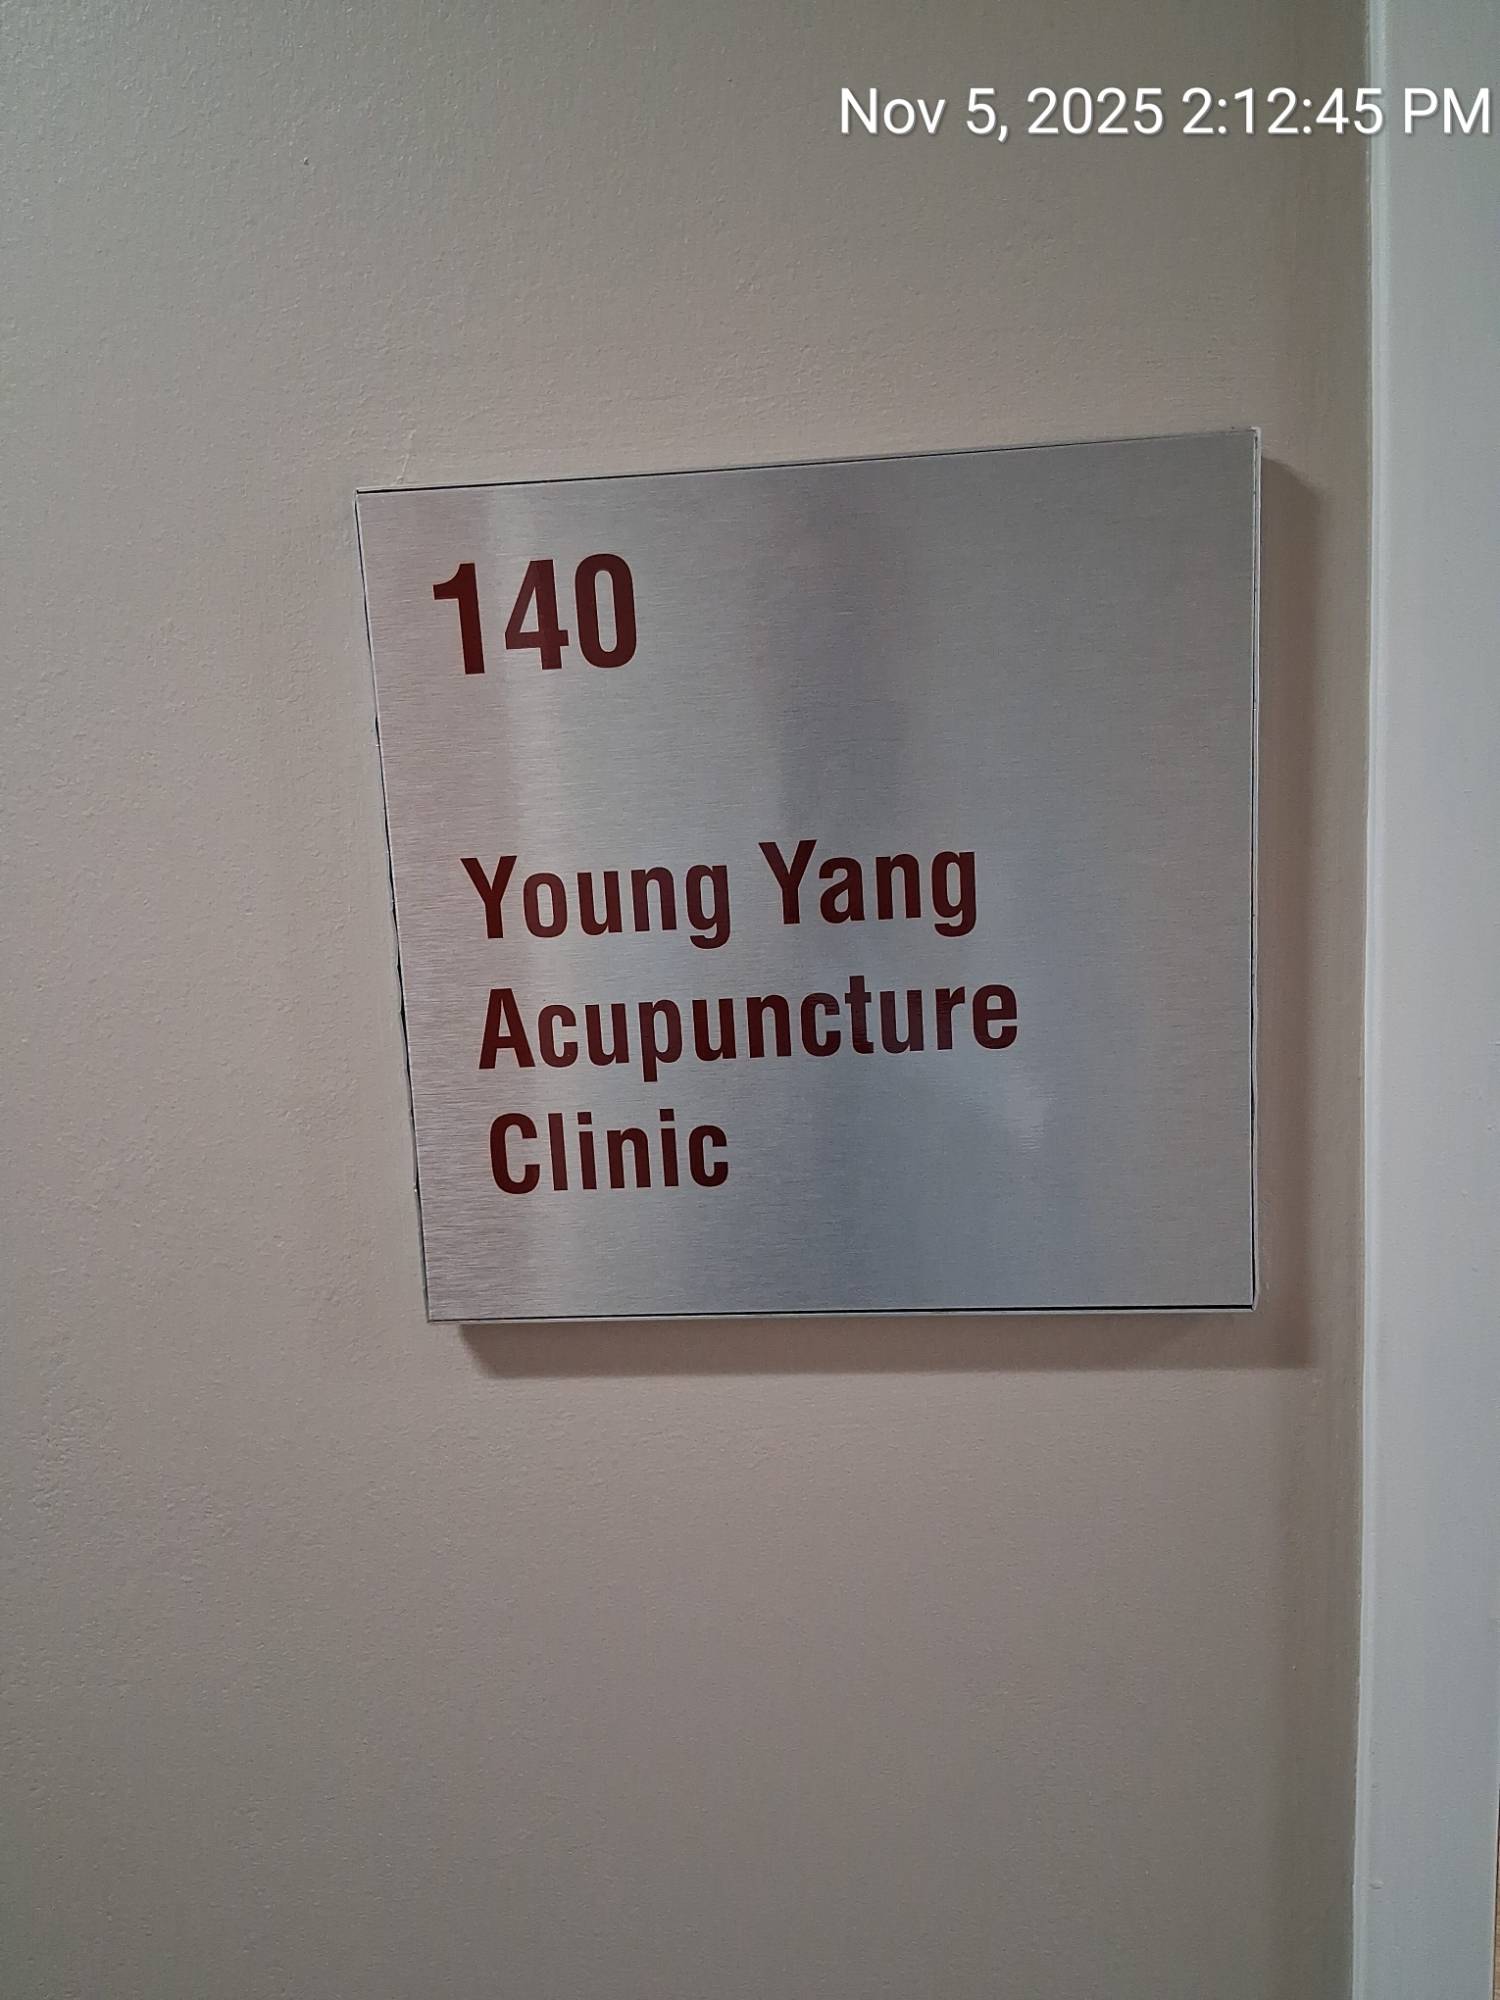 Nov 5, 2025 2:12:45 PM
140
Young Yang
Acupuncture
Clinic